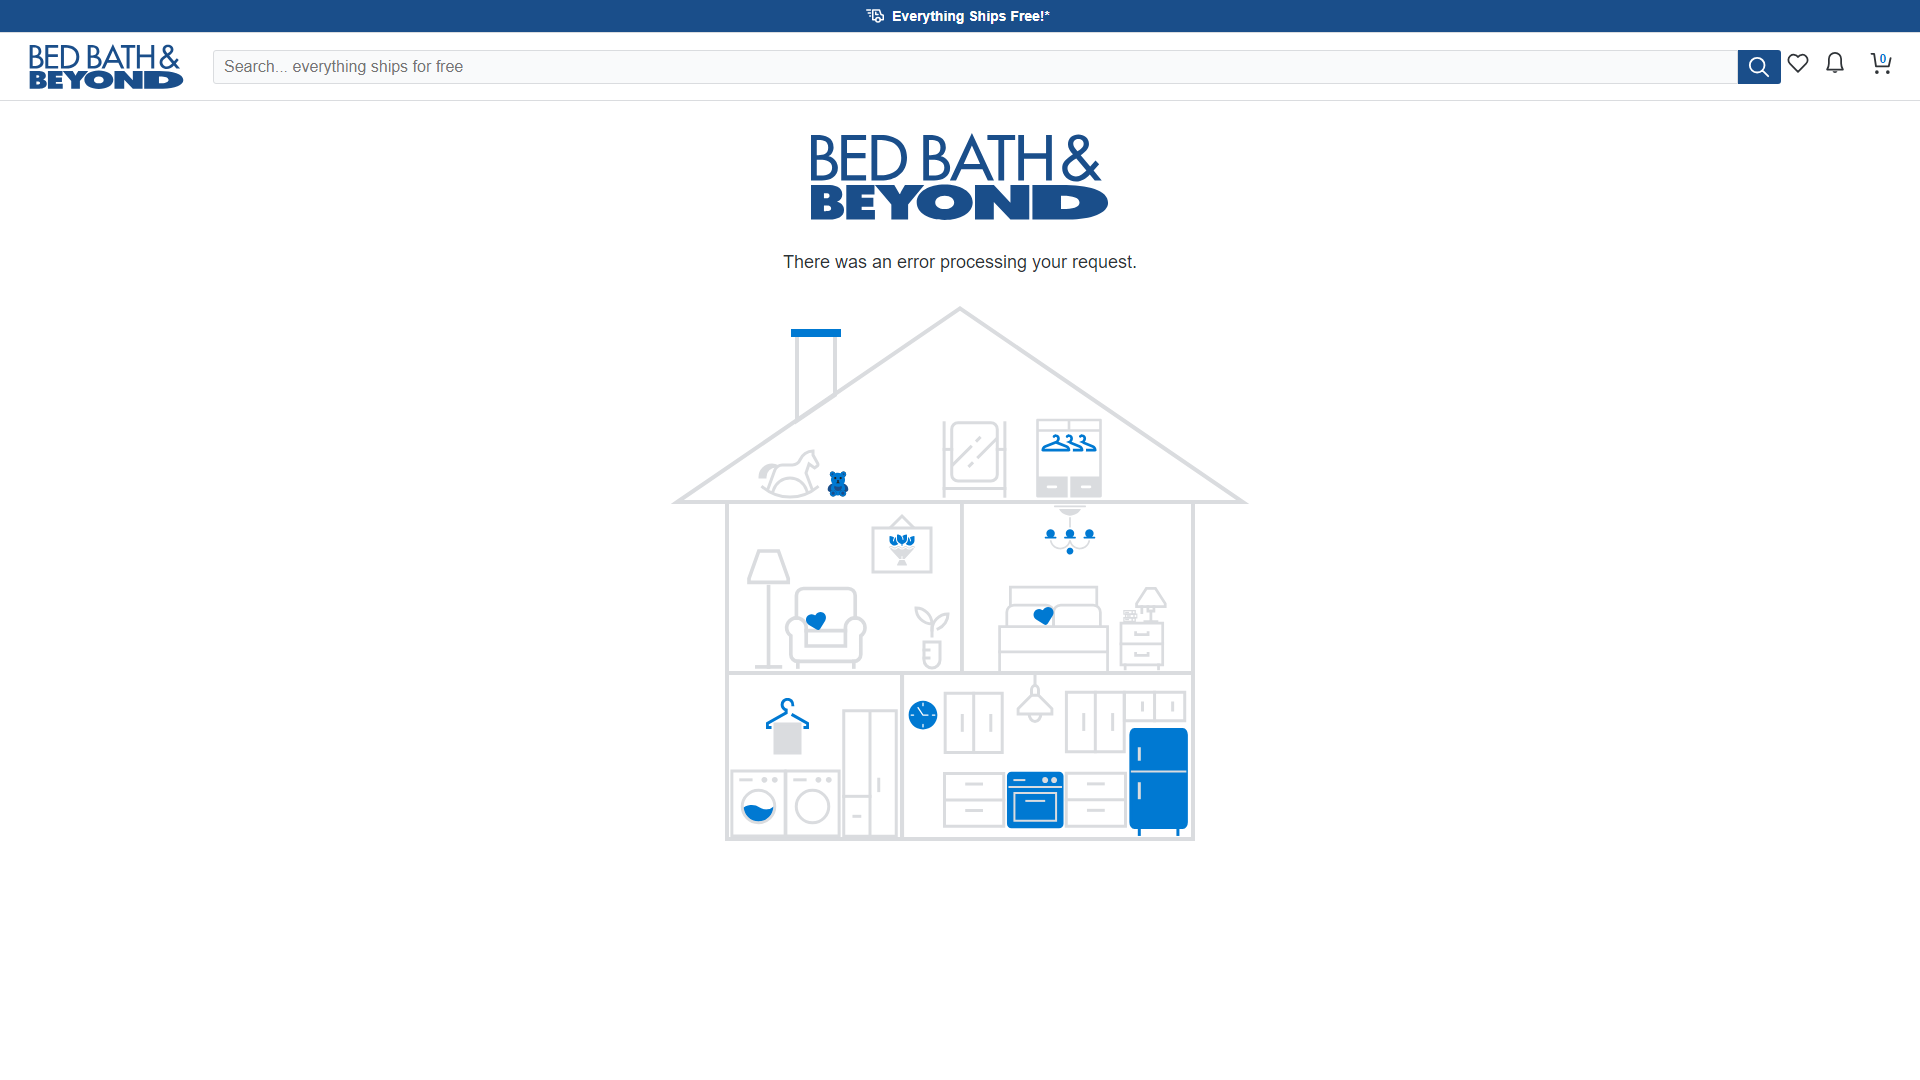 Everything Ships Free!*
BED BATH &
BEYOND
Search... everything ships for free
0
BED BATH &
BEYOND
There was an error processing your request.